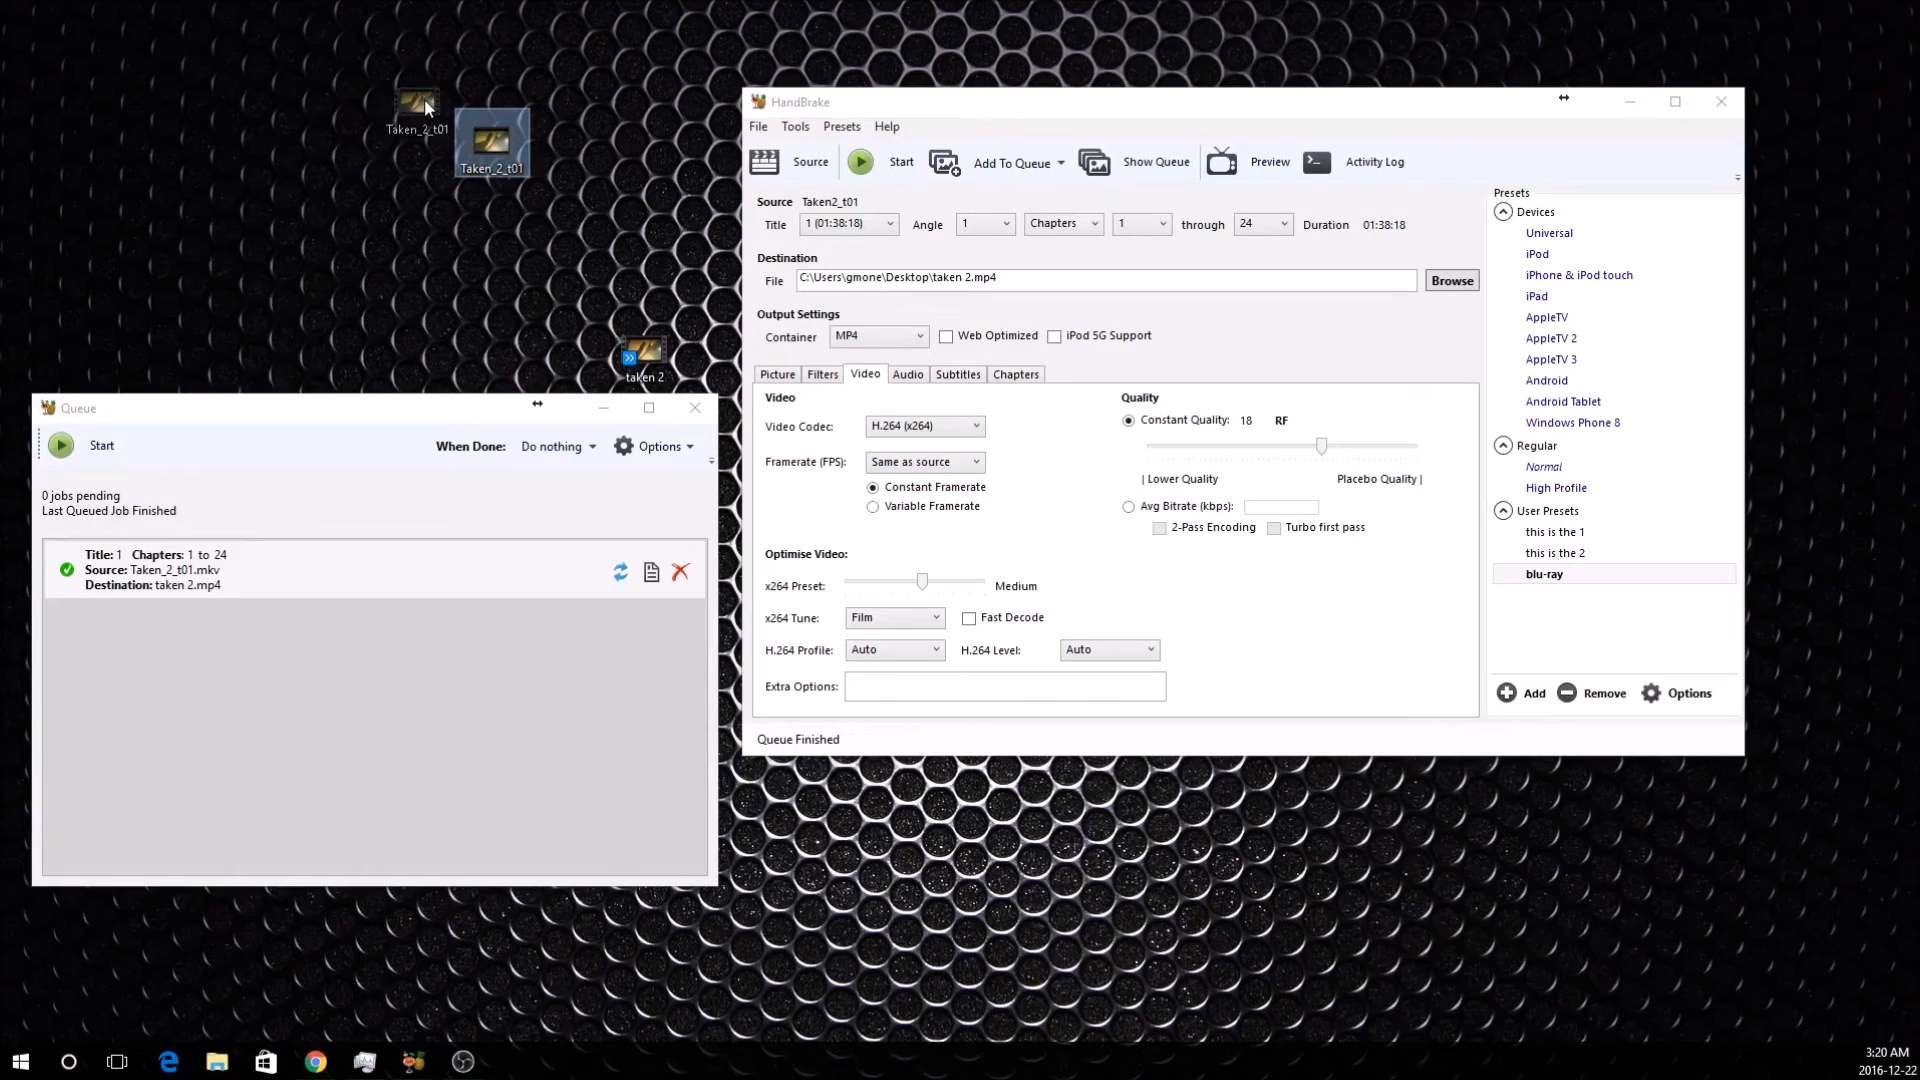 Taken_2_t01
Taken_2_t01
taken 2
HandBrake
File Tools Presets Help
Source Start Add To Queue Show Queue Preview Activity Log
Source Taken2_t01
Title 1 (01:38:18) Angle 1 Chapters 1 through 24 Duration 01:38:18
Destination
File C:\Users\gmone\Desktop\taken 2.mp4 Browse
Output Settings
Container MP4 Web Optimized iPod 5G Support
Picture Filters Video Audio Subtitles Chapters
Video
Video Codec: H.264 (x264)
Framerate (FPS): Same as source
Constant Framerate
Variable Framerate
Quality
Constant Quality: 18 RF
| Lower Quality Placebo Quality |
Avg Bitrate (kbps):
2-Pass Encoding Turbo first pass
Optimise Video:
x264 Preset: Medium
x264 Tune: Film Fast Decode
H.264 Profile: Auto H.264 Level: Auto
Extra Options:
Queue Finished
Presets
Devices
Universal
iPod
iPhone & iPod touch
iPad
AppleTV
AppleTV 2
AppleTV 3
Android
Android Tablet
Windows Phone 8
Regular
Normal
High Profile
User Presets
this is the 1
this is the 2
blu-ray
Add Remove Options
Queue
Start When Done: Do nothing Options
0 jobs pending
Last Queued Job Finished
Title: 1 Chapters: 1 to 24
Source: Taken_2_t01.mkv
Destination: taken 2.mp4
3:20 AM
2016-12-22